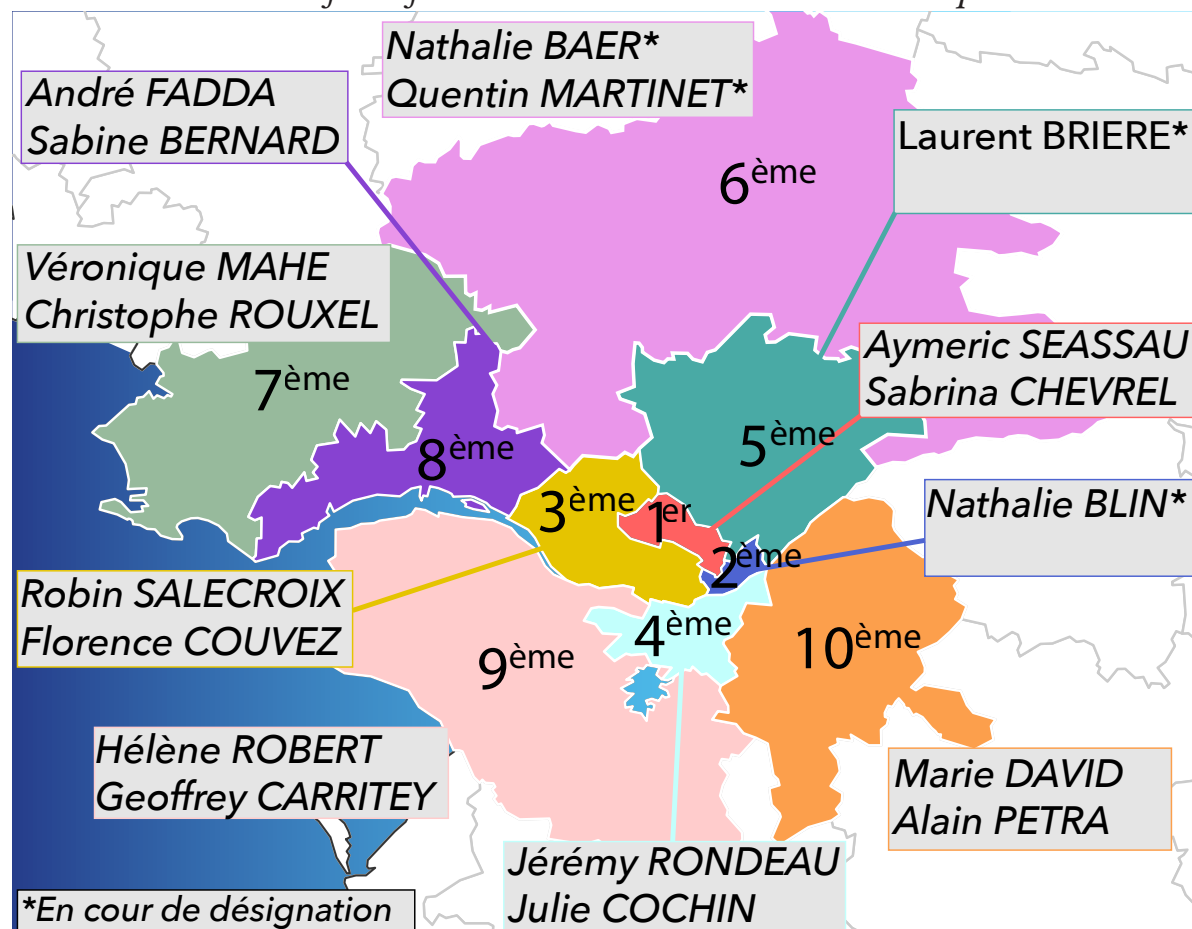 Nathalie BAER*
Quentin MARTINET*
André FADDA
Sabine BERNARD
Laurent BRIERE*
6ème
Véronique MAHE
Christophe ROUXEL
Aymeric SEASSAU
Sabrina CHEVREL
7ème
5ème
8ème
3ème
1er
Nathalie BLIN*
2ème
Robin SALECROIX
Florence COUVEZ
4ème
10ème
9ème
Hélène ROBERT
Geoffrey CARRITEY
Marie DAVID
Alain PETRA
Jérémy RONDEAU
Julie COCHIN
*En cour de désignation